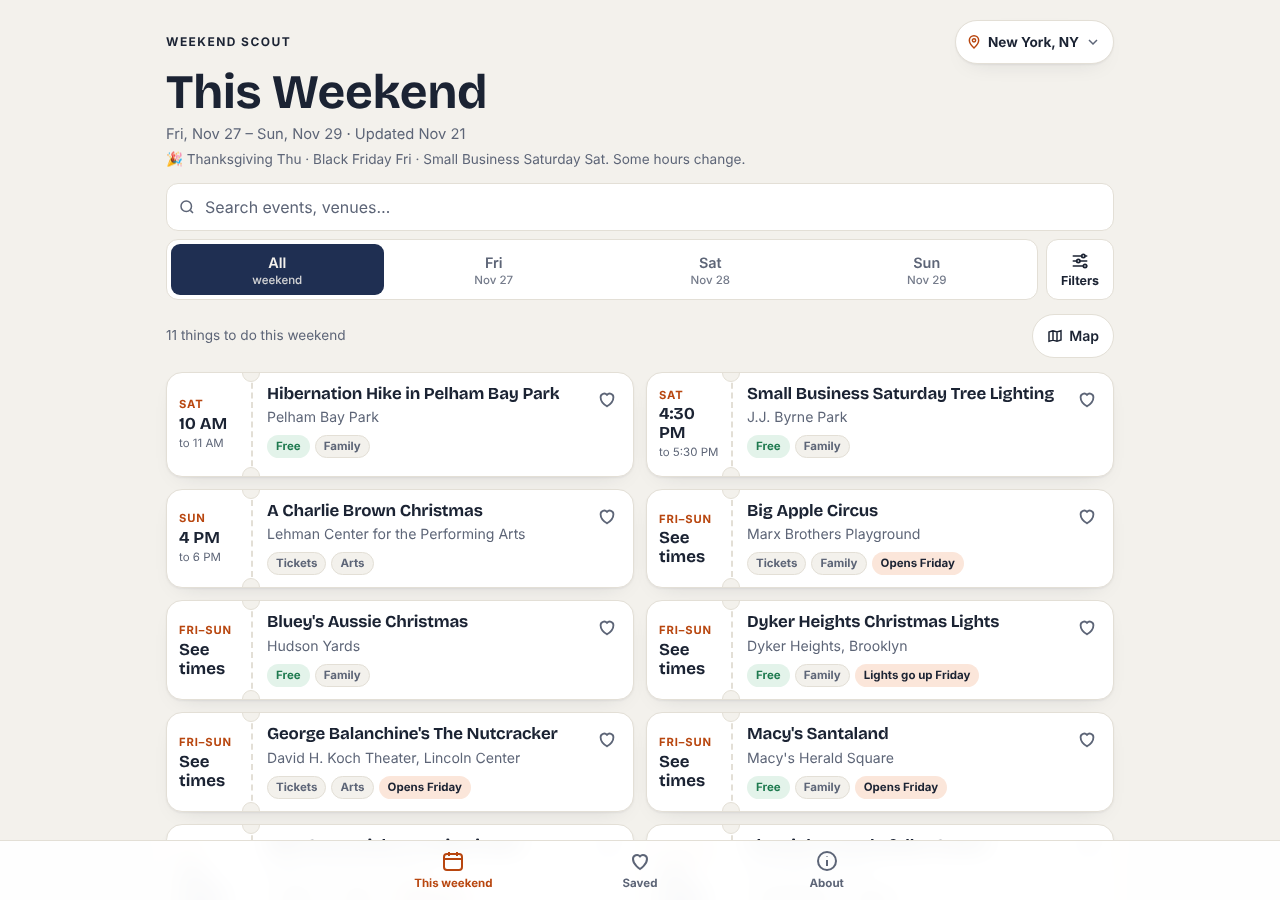 WEEKEND SCOUT
New York, NY
This Weekend
Fri, Nov 27 – Sun, Nov 29 · Updated Nov 21
🎉 Thanksgiving Thu · Black Friday Fri · Small Business Saturday Sat. Some hours change.
Search events, venues...
All
weekend
Fri
Nov 27
Sat
Nov 28
Sun
Nov 29
Filters
11 things to do this weekend
Map
SAT
10 AM
to 11 AM
Hibernation Hike in Pelham Bay Park
Pelham Bay Park
Free
Family
SAT
4:30
PM
to 5:30 PM
Small Business Saturday Tree Lighting
J.J. Byrne Park
Free
Family
SUN
4 PM
to 6 PM
A Charlie Brown Christmas
Lehman Center for the Performing Arts
Tickets
Arts
FRI–SUN
See
times
Big Apple Circus
Marx Brothers Playground
Tickets
Family
Opens Friday
FRI–SUN
See
times
Bluey's Aussie Christmas
Hudson Yards
Free
Family
FRI–SUN
See
times
Dyker Heights Christmas Lights
Dyker Heights, Brooklyn
Free
Family
Lights go up Friday
FRI–SUN
See
times
George Balanchine's The Nutcracker
David H. Koch Theater, Lincoln Center
Tickets
Arts
Opens Friday
FRI–SUN
See
times
Macy's Santaland
Macy's Herald Square
Free
Family
Opens Friday
This weekend
Saved
About